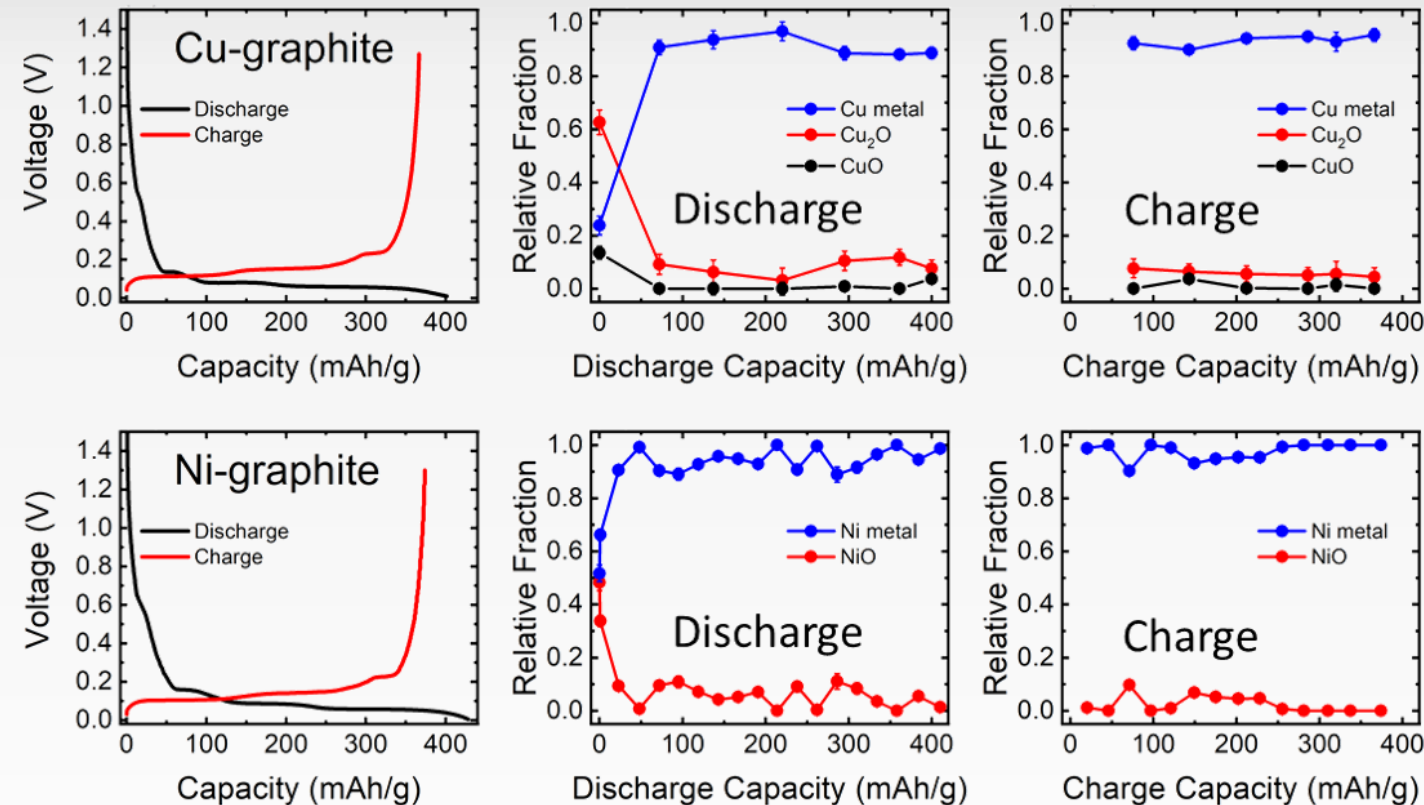 Cu-graphite
Voltage (V)
1.4
1.2
1.0
0.8
0.6
0.4
0.2
0.0
Discharge
Charge
0 100 200 300 400
Capacity (mAh/g)
Relative Fraction
1.0
0.8
0.6
0.4
0.2
0.0
Cu metal
Cu₂O
CuO
Discharge
0 100 200 300 400
Discharge Capacity (mAh/g)
Relative Fraction
1.0
0.8
0.6
0.4
0.2
0.0
Cu metal
Cu₂O
CuO
Charge
0 100 200 300 400
Charge Capacity (mAh/g)
Ni-graphite
Voltage (V)
1.4
1.2
1.0
0.8
0.6
0.4
0.2
0.0
Discharge
Charge
0 100 200 300 400
Capacity (mAh/g)
Relative Fraction
1.0
0.8
0.6
0.4
0.2
0.0
Ni metal
NiO
Discharge
0 100 200 300 400
Discharge Capacity (mAh/g)
Relative Fraction
1.0
0.8
0.6
0.4
0.2
0.0
Ni metal
NiO
Charge
0 100 200 300 400
Charge Capacity (mAh/g)